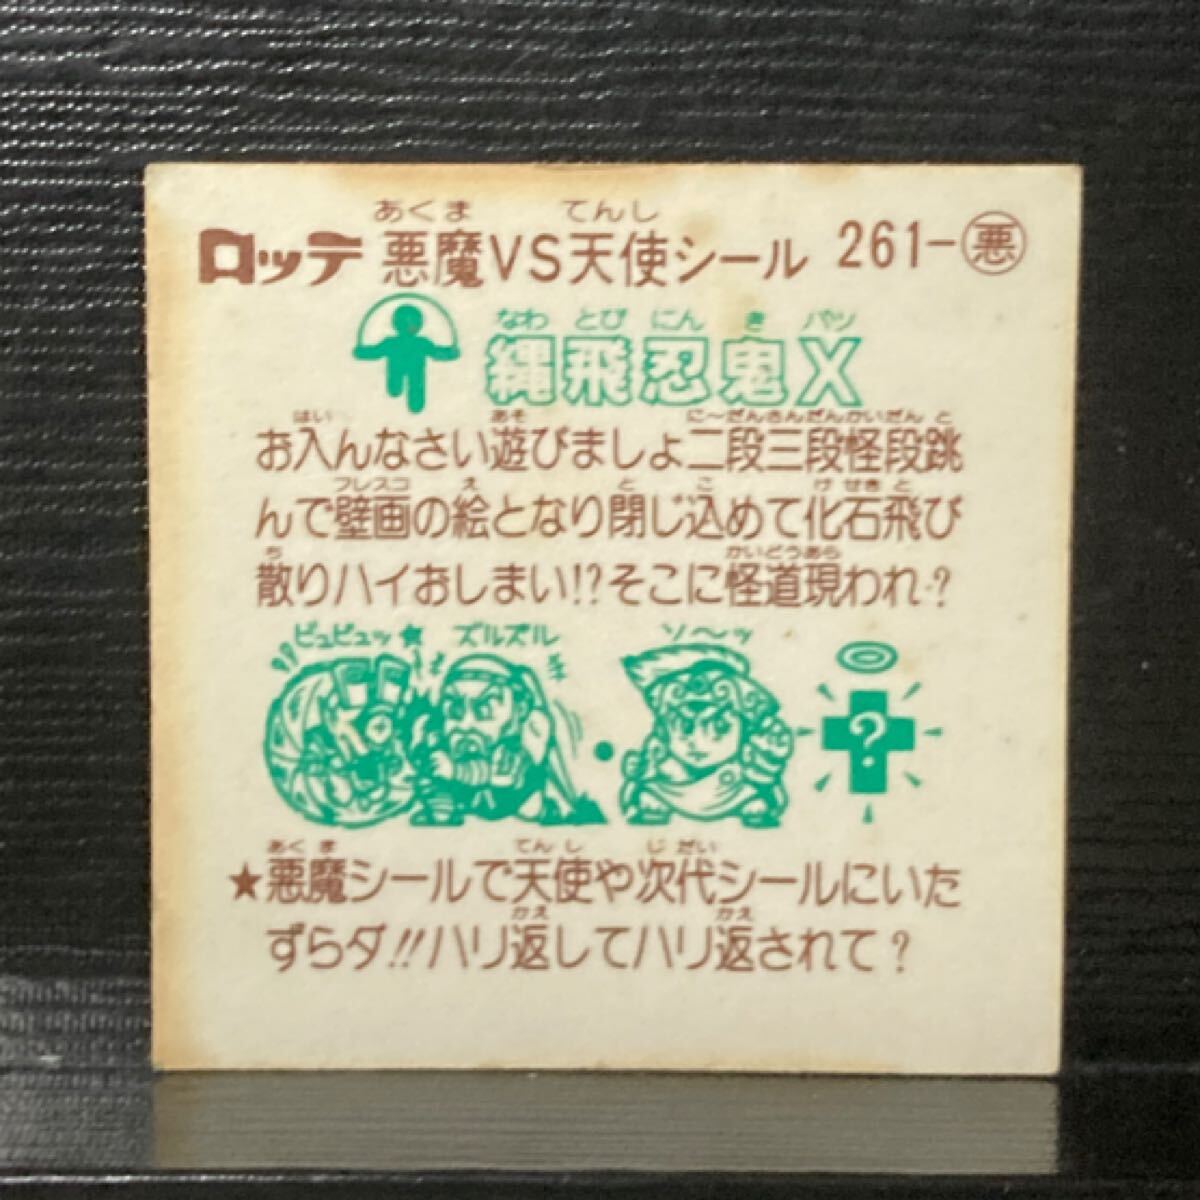 あくま てんし
ロッテ 悪魔VS天使シール 261-悪
なわ とび にん き バツ
縄飛忍鬼X
はい あそ に〜だんさんだんかいだん と
お入んなさい遊びましょ二段三段怪段跳
フレスコ え と こ けせきと
んで壁画の絵となり閉じ込めて化石飛び
ち かいどうあら
散りハイおしまい!?そこに怪道現われ?
ビュビュッ★ ズルズル ソ〜ッ
?
あくま てんし じだい
★悪魔シールで天使や次代シールにいた
かえ かえ
ずらダ!!ハリ返してハリ返されて?